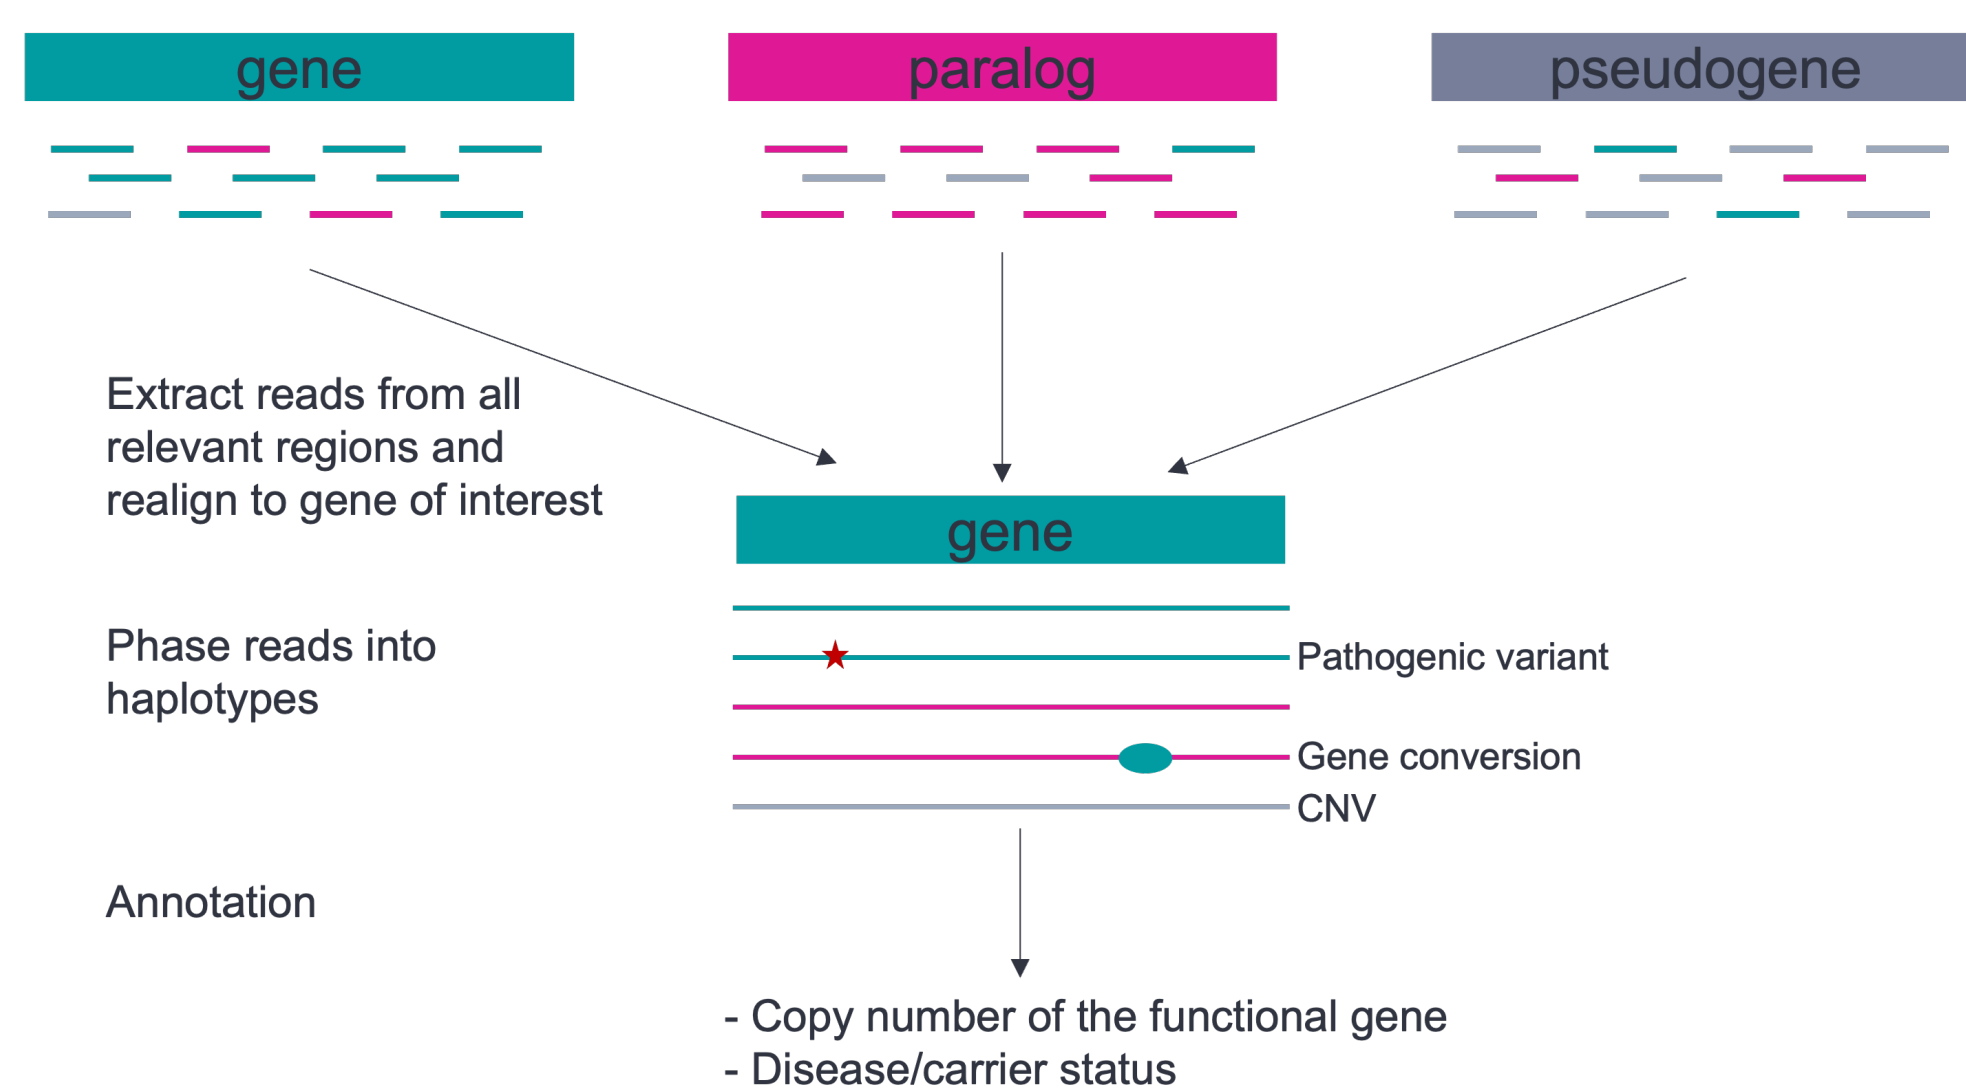 gene
paralog
pseudogene
Extract reads from all
relevant regions and
realign to gene of interest
gene
Phase reads into
haplotypes
Pathogenic variant
Gene conversion
CNV
Annotation
- Copy number of the functional gene
- Disease/carrier status